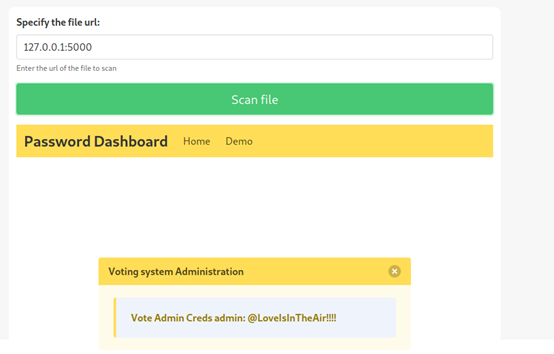 Specify the file url:
127.0.0.1:5000
Enter the url of the file to scan
Scan file
Password Dashboard Home Demo
Voting system Administration
Vote Admin Creds admin: @LoveIsInTheAir!!!!